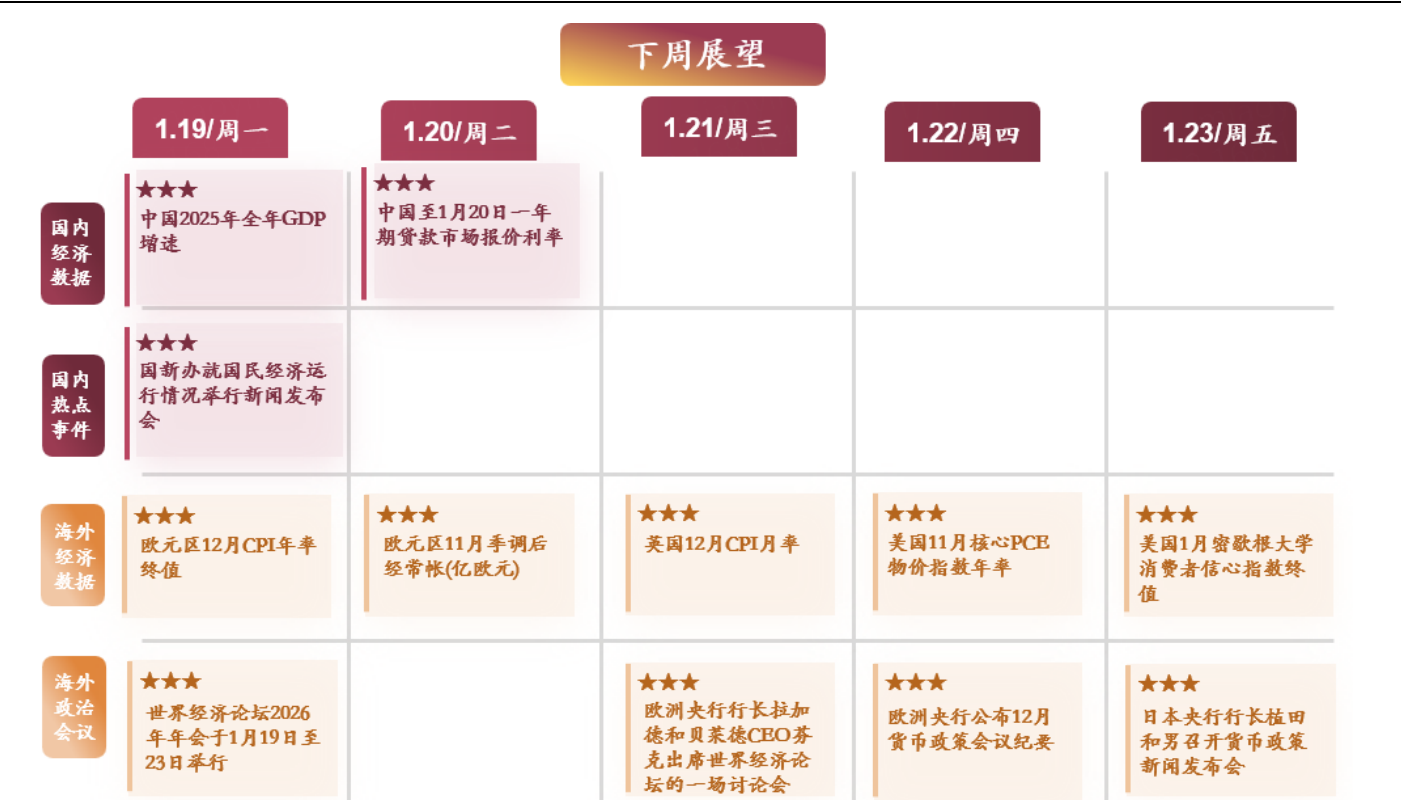 下周展望
1.19/周一
1.20/周二
1.21/周三
1.22/周四
1.23/周五
国内
经济
数据
★★★
中国2025年全年GDP
增速
★★★
中国至1月20日一年
期贷款市场报价利率
国内
热点
事件
★★★
国新办就国民经济运
行情况举行新闻发布
会
海外
经济
数据
★★★
欧元区12月CPI年率
终值
★★★
欧元区11月季调后
经常帐(亿欧元)
★★★
英国12月CPI月率
★★★
美国11月核心PCE
物价指数年率
★★★
美国1月密歇根大学
消费者信心指数终
值
海外
政治
会议
★★★
世界经济论坛2026
年年会于1月19日至
23日举行
★★★
欧洲央行行长拉加
德和贝莱德CEO芬
克出席世界经济论
坛的一场讨论会
★★★
欧洲央行公布12月
货币政策会议纪要
★★★
日本央行行长植田
和男召开货币政策
新闻发布会